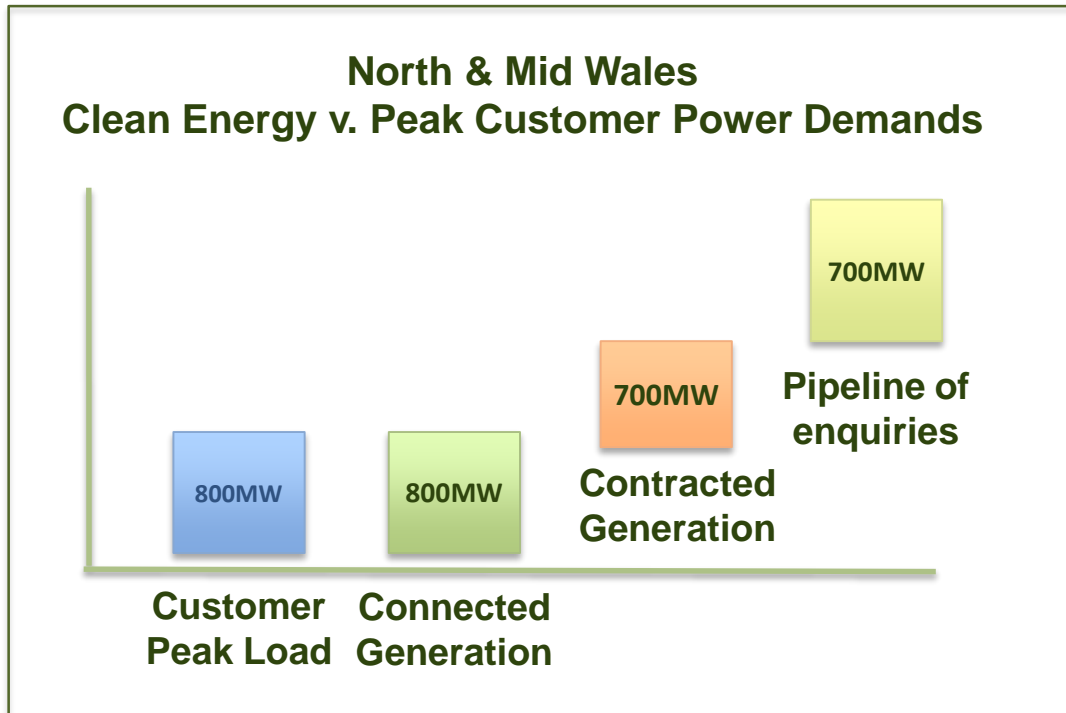 North & Mid Wales
Clean Energy v. Peak Customer Power Demands
700MW
Pipeline of
enquiries
700MW
Contracted
Generation
800MW
800MW
Customer
Peak Load
Connected
Generation